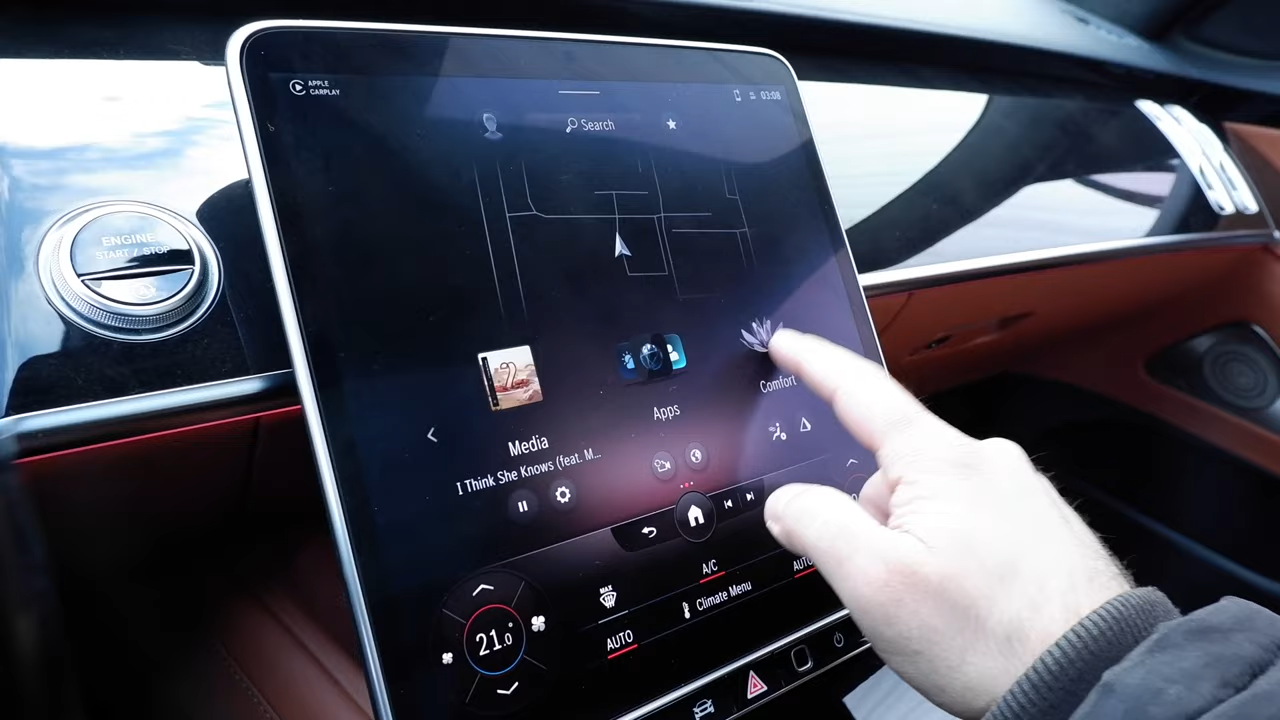 APPLE
CARPLAY
03:08
Search
ENGINE
START / STOP
Comfort
Apps
Media
I Think She Knows (feat. M...
A/C
MAX
AUTO
Climate Menu
21.0°
AUTO